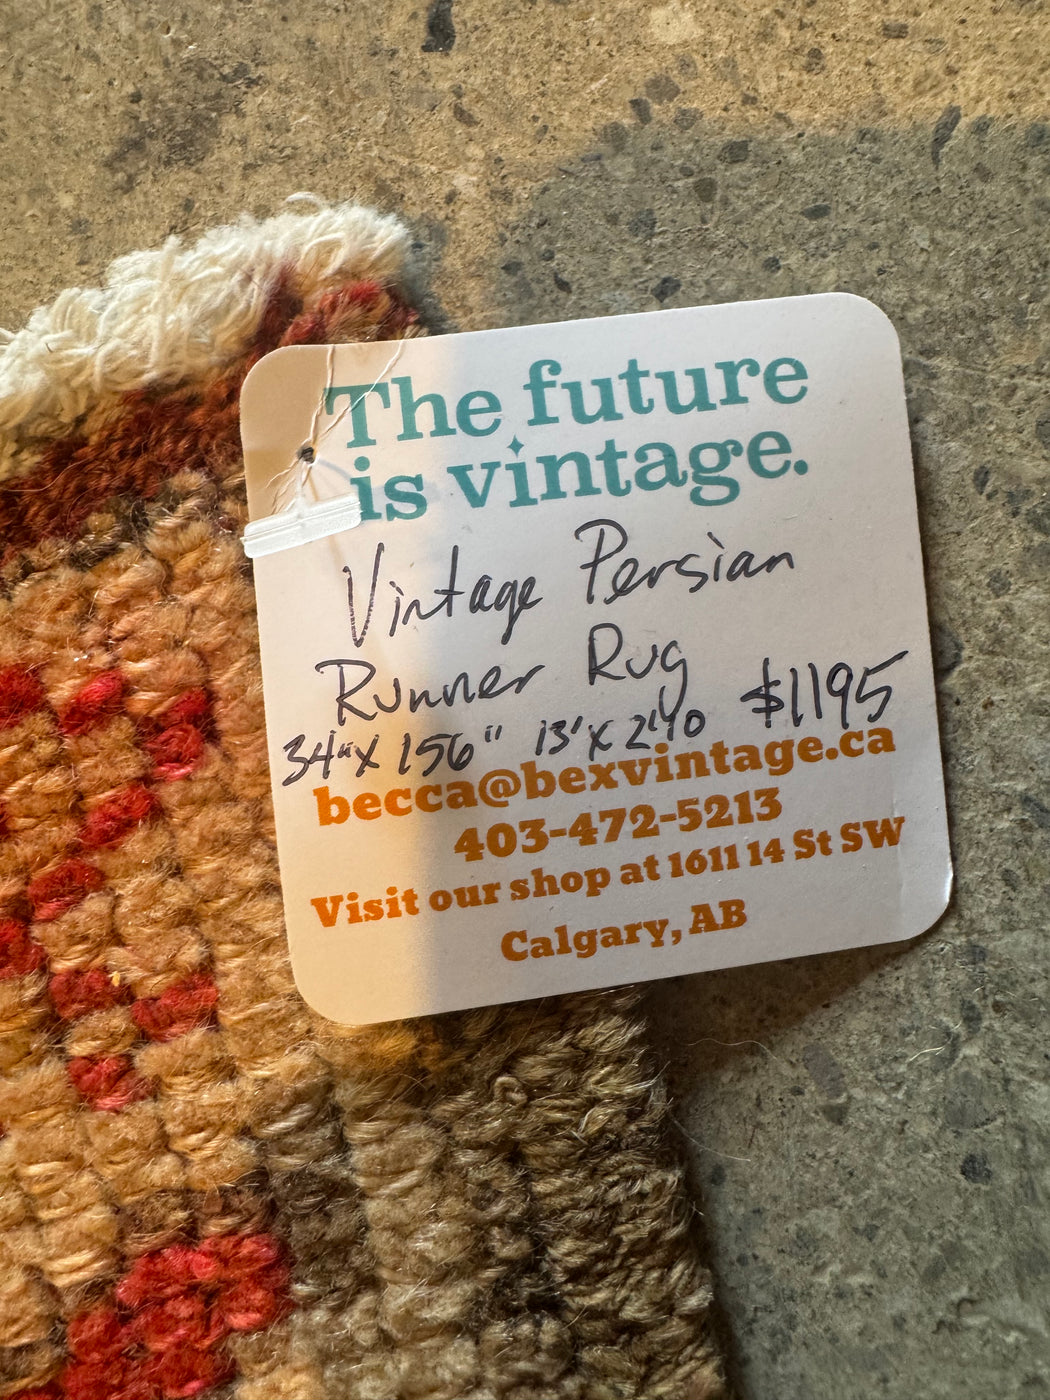 The future
is vintage.
Vintage Persian
Runner Rug
$1195
34"x 156" 13'x 2'10
becca@bexvintage.ca
403-472-5213
Visit our shop at 1611 14 St SW
Calgary, AB